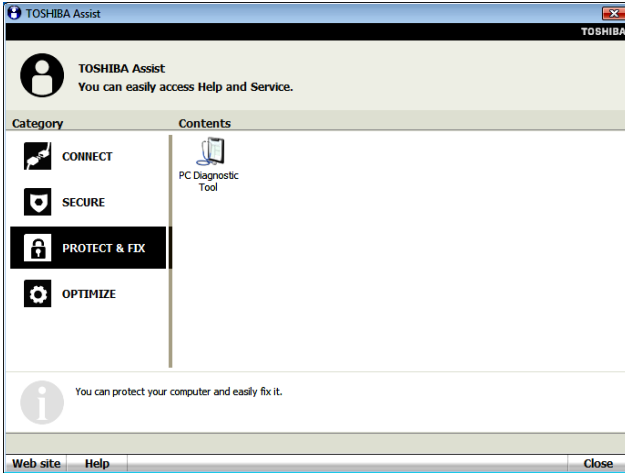 TOSHIBA Assist
TOSHIBA
TOSHIBA Assist
You can easily access Help and Service.
Category
Contents
CONNECT
SECURE
PROTECT & FIX
OPTIMIZE
PC Diagnostic
Tool
You can protect your computer and easily fix it.
Web site
Help
Close